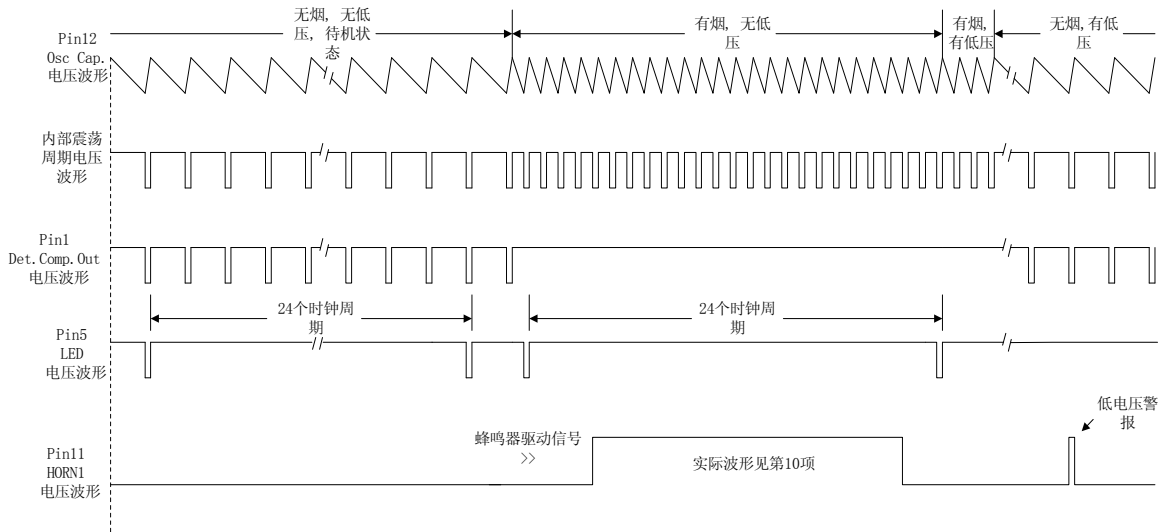 无烟, 无低
压, 待机状
态
有烟, 无低
压
有烟,
有低压
无烟,有低
压
Pin12
Osc Cap.
电压波形
内部震荡
周期电压
波形
Pin1
Det.Comp.Out
电压波形
24个时钟周
期
24个时钟周
期
Pin5
LED
电压波形
低电压警
报
蜂鸣器驱动信号
>>
实际波形见第10项
Pin11
HORN1
电压波形